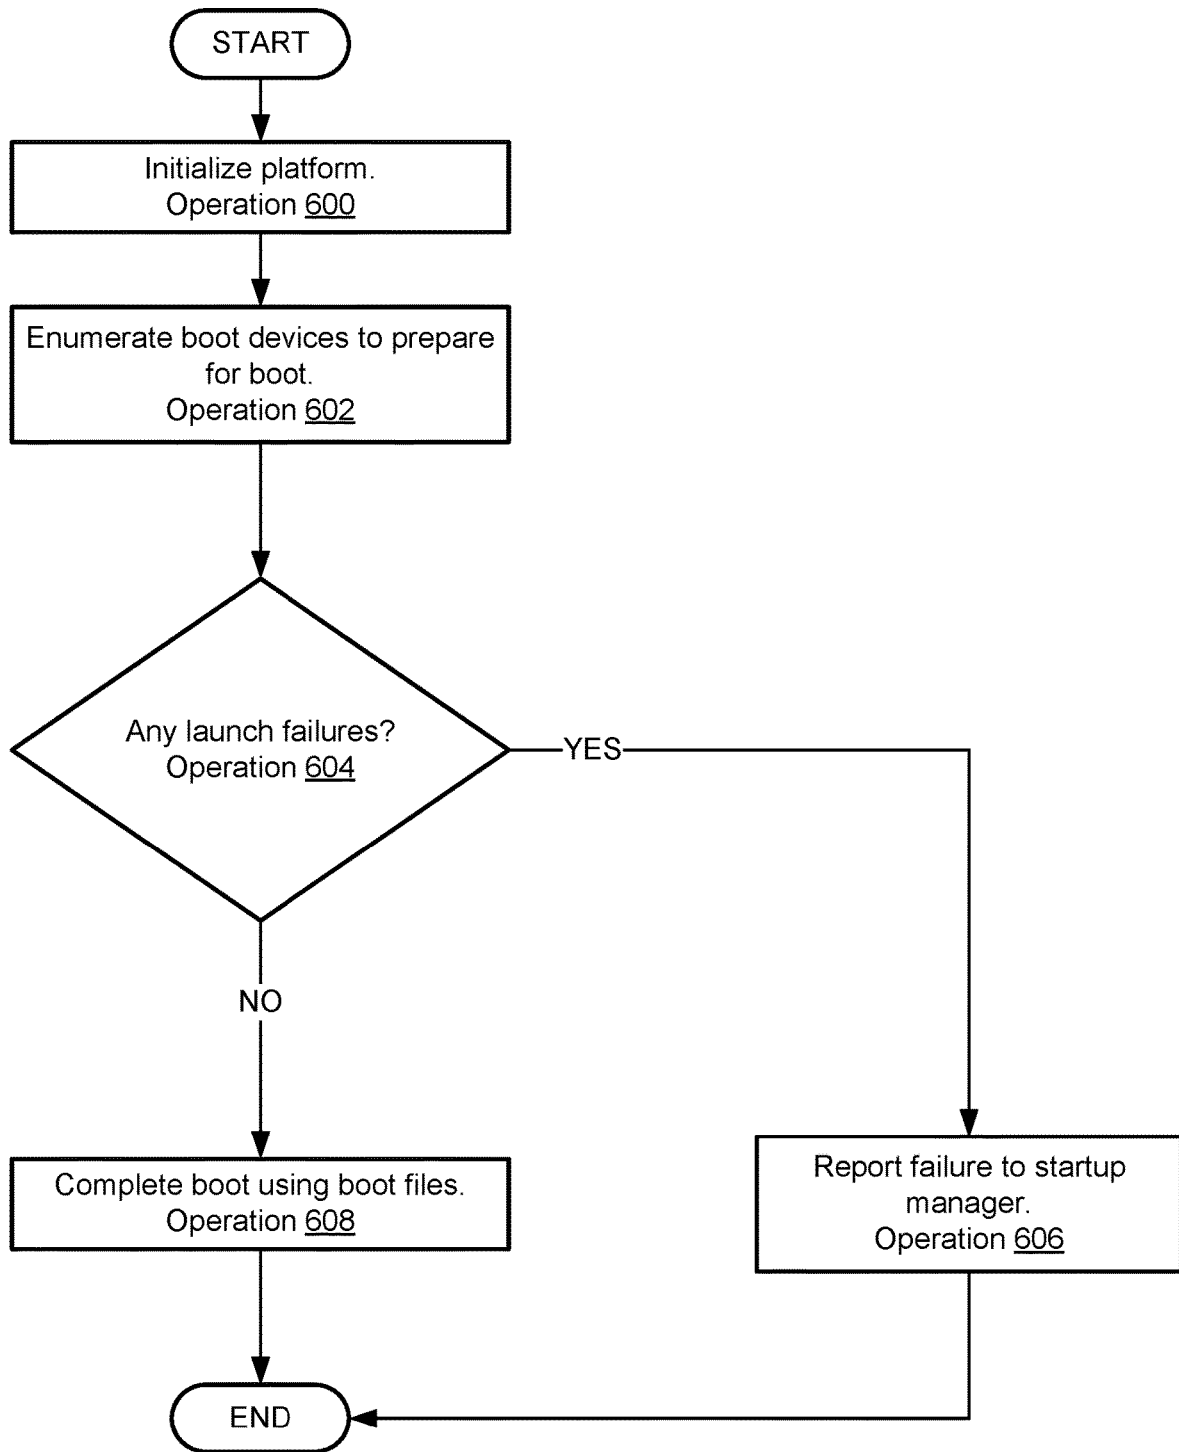 START
Initialize platform.
Operation 600
Enumerate boot devices to prepare
for boot.
Operation 602
Any launch failures?
Operation 604
YES
NO
Complete boot using boot files.
Operation 608
Report failure to startup
manager.
Operation 606
END